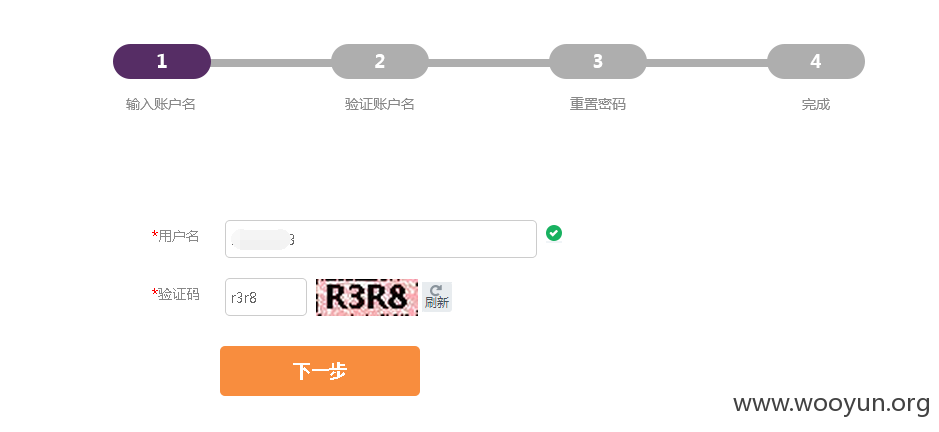 1 2 3 4
输入账户名 验证账户名 重置密码 完成
*用户名 3
*验证码 r3r8 R3R8 刷新
下一步
www.wooyun.org